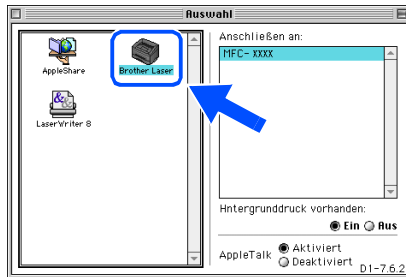 Auswahl
Anschließen an:
MFC- XXXX
AppleShare
Brother Laser
LaserWriter 8
Hntergrunddruck vorhanden:
Ein Aus
AppleTalk
Aktiviert
Deaktiviert
D1-7.6.2